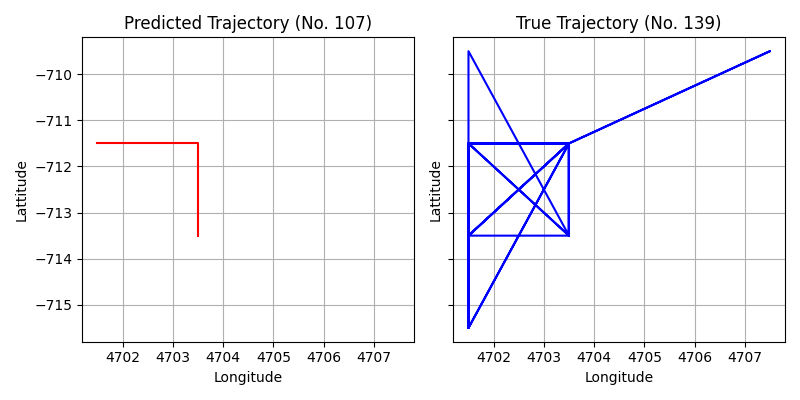 Predicted Trajectory (No. 107)
True Trajectory (No. 139)
Lattitude
−710
−711
−712
−713
−714
−715
4702 4703 4704 4705 4706 4707
Longitude
Lattitude
4702 4703 4704 4705 4706 4707
Longitude